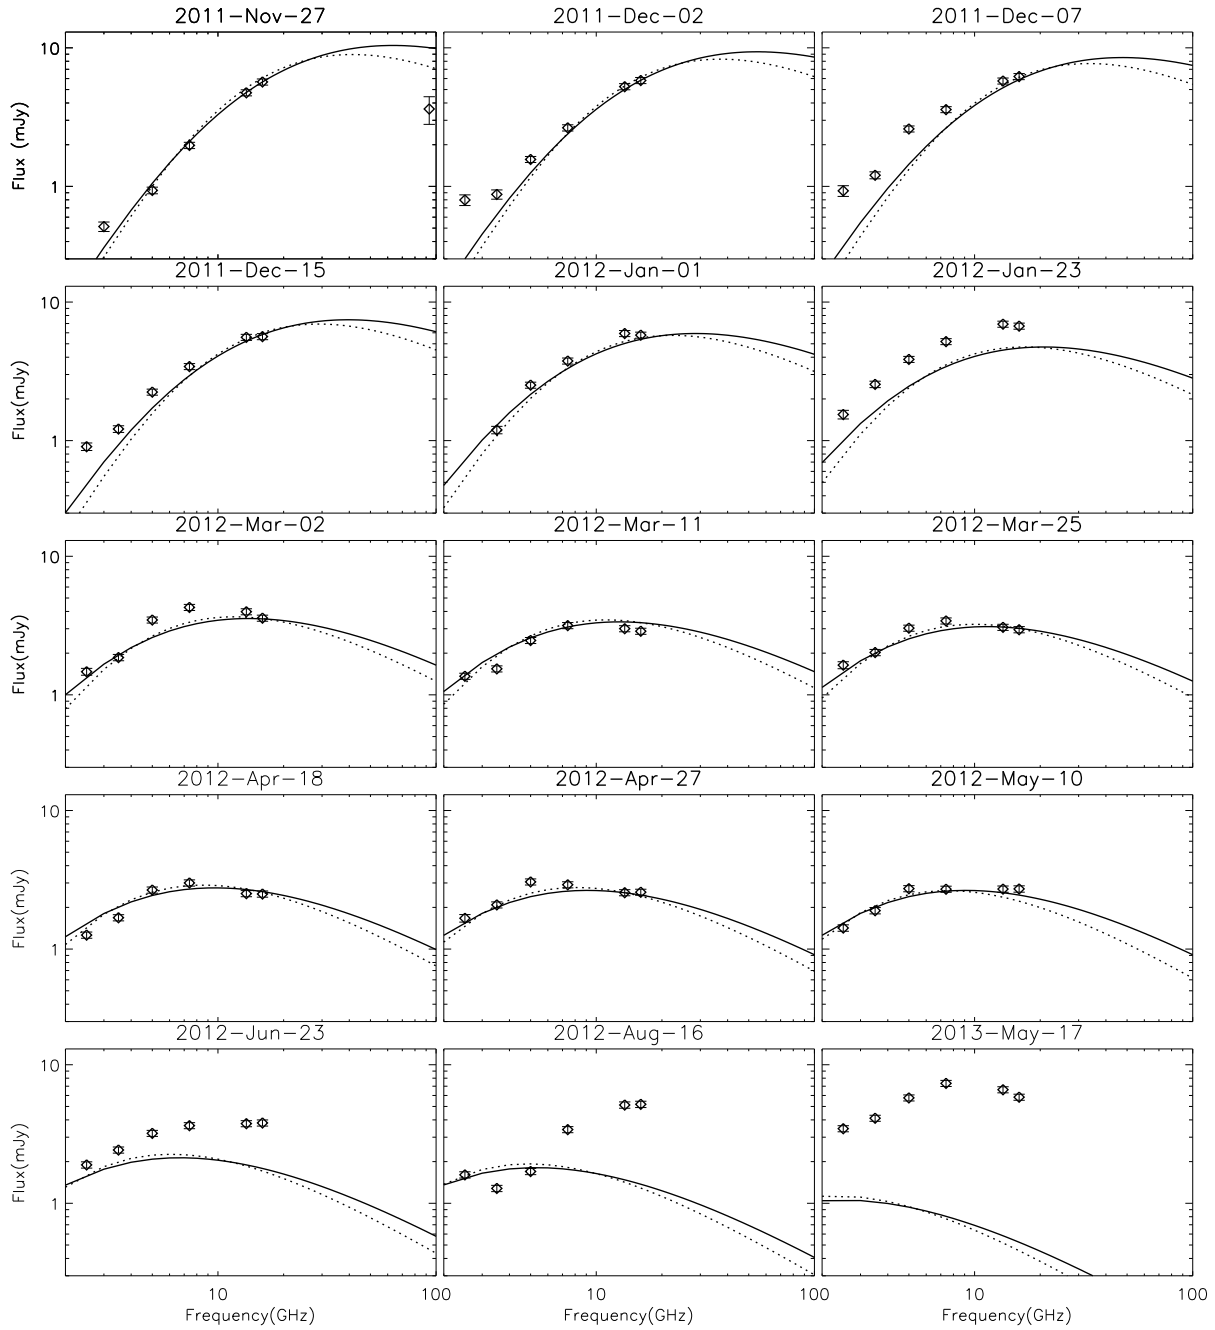 2011-Nov-27 2011-Dec-02 2011-Dec-07
10
Flux (mJy)
1
2011-Dec-15 2012-Jan-01 2012-Jan-23
10
Flux(mJy)
1
2012-Mar-02 2012-Mar-11 2012-Mar-25
10
Flux(mJy)
1
2012-Apr-18 2012-Apr-27 2012-May-10
10
Flux(mJy)
1
2012-Jun-23 2012-Aug-16 2013-May-17
10
Flux(mJy)
1
10 100 10 100 10 100
Frequency(GHz) Frequency(GHz) Frequency(GHz)